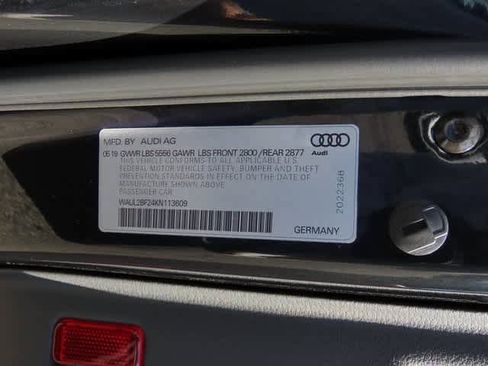 MFD. BY AUDI AG
06 19 GVWR LBS 5566 GAWR LBS FRONT 2800 / REAR 2877
THIS VEHICLE CONFORMS TO ALL APPLICABLE U.S.
FEDERAL MOTOR VEHICLE SAFETY, BUMPER AND THEFT
PREVENTION STANDARDS IN EFFECT ON THE DATE OF
MANUFACTURE SHOWN ABOVE.
PASSENGER CAR
WAUL2BF24KN113609
Audi
2022368
GERMANY